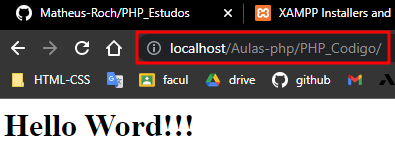 Matheus-Roch/PHP_Estudos
XAMPP Installers and
localhost/Aulas-php/PHP_Codigo/
HTML-CSS facul drive github
Hello Word!!!